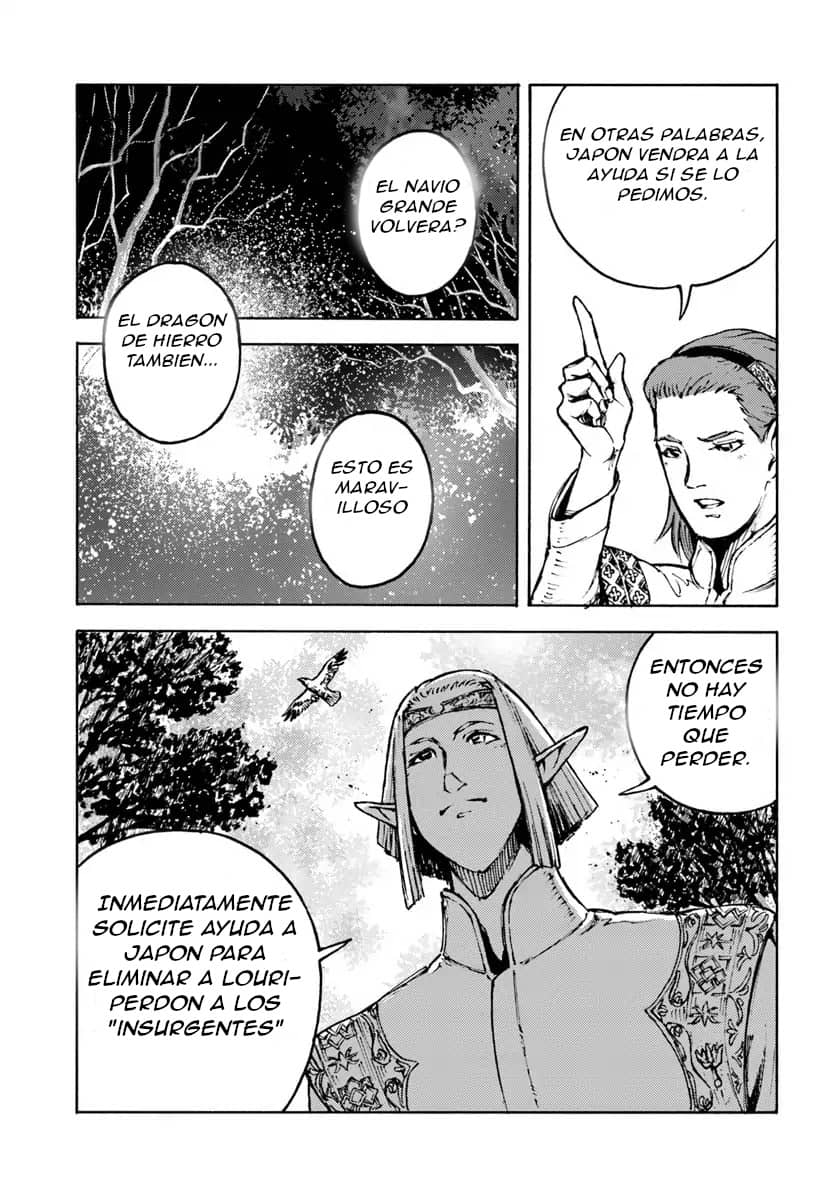 EN OTRAS PALABRAS,
JAPON VENDRA A LA
AYUDA SI SE LO
PEDIMOS.
EL NAVIO
GRANDE
VOLVERA?
EL DRAGON
DE HIERRO
TAMBIEN...
ESTO ES
MARAV-
ILLOSO
ENTONCES
NO HAY
TIEMPO
QUE
PERDER.
INMEDIATAMENTE
SOLICITE AYUDA A
JAPON PARA
ELIMINAR A LOURI-
PERDON A LOS
"INSURGENTES"